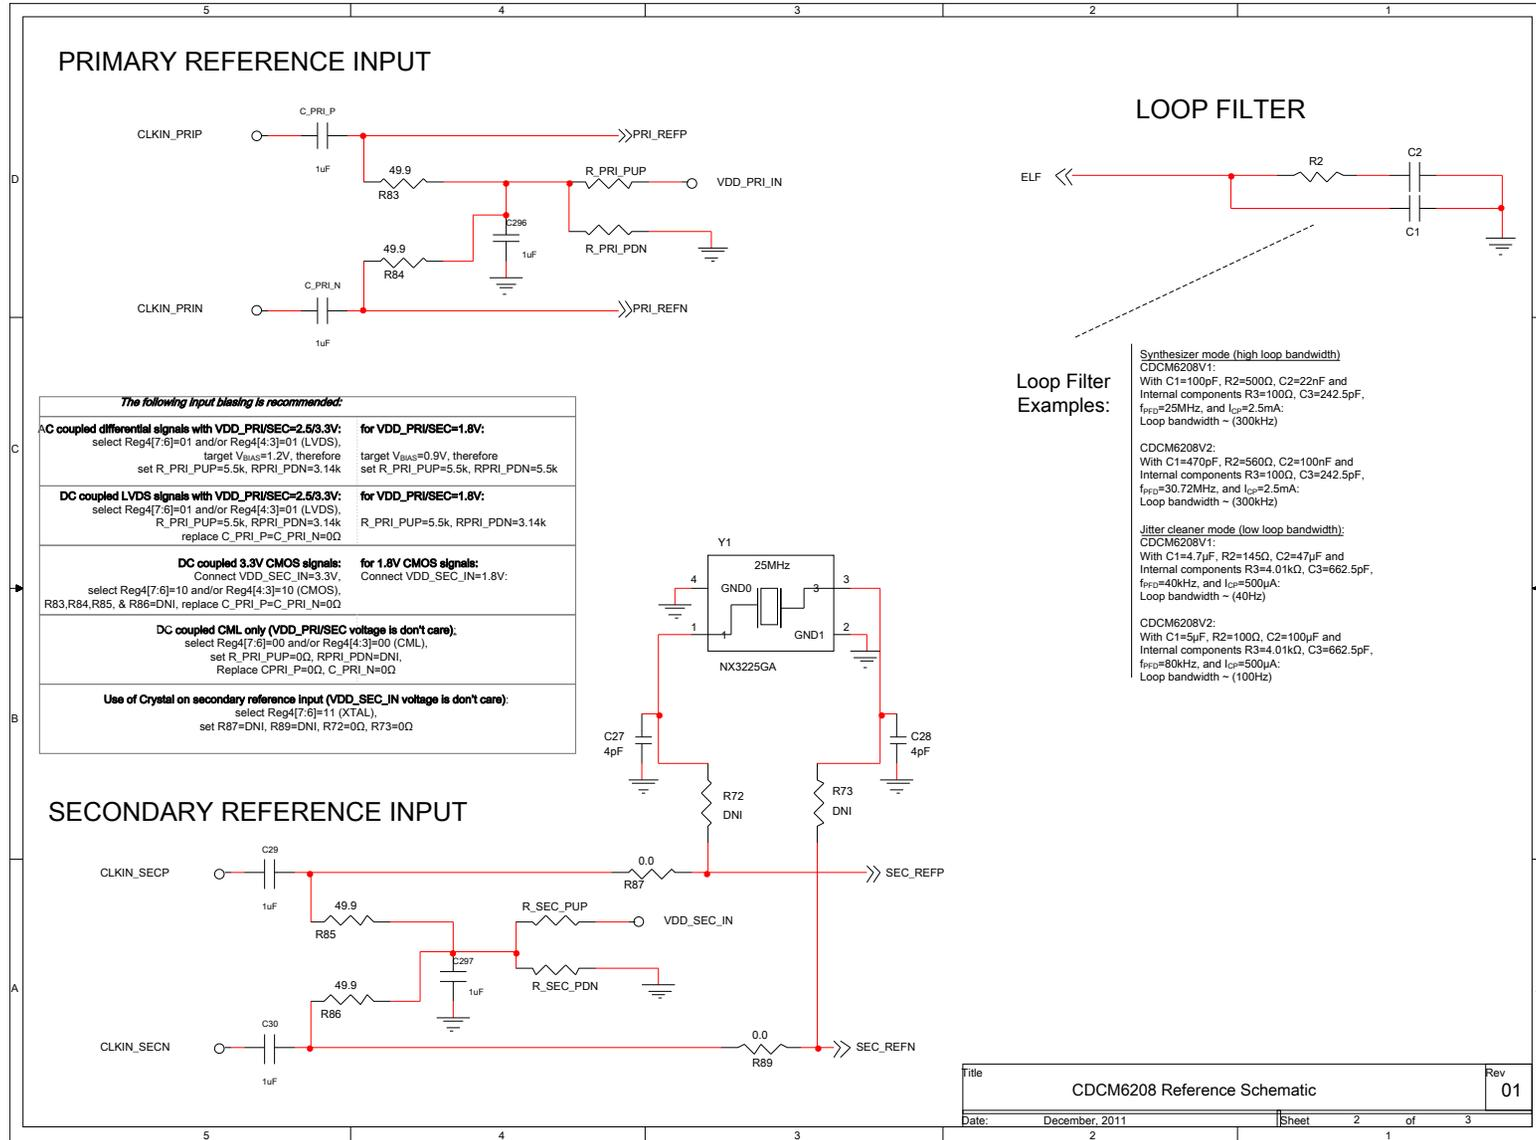 5 4 3 2 1
PRIMARY REFERENCE INPUT
C_PRI_P
CLKIN_PRIP
PRI_REFP
1uF
49.9
R83
R_PRI_PUP
VDD_PRI_IN
C296
1uF
R_PRI_PDN
49.9
R84
C_PRI_N
CLKIN_PRIN
PRI_REFN
1uF
LOOP FILTER
ELF
R2
C2
C1
D
C
B
A
Loop Filter
Examples:
Synthesizer mode (high loop bandwidth)
CDCM6208V1:
With C1=100pF, R2=500Ω, C2=22nF and
Internal components R3=100Ω, C3=242.5pF,
fPFD=25MHz, and ICP=2.5mA:
Loop bandwidth ~ (300kHz)
CDCM6208V2:
With C1=470pF, R2=560Ω, C2=100nF and
Internal components R3=100Ω, C3=242.5pF,
fPFD=30.72MHz, and ICP=2.5mA:
Loop bandwidth ~ (300kHz)
Jitter cleaner mode (low loop bandwidth):
CDCM6208V1:
With C1=4.7µF, R2=145Ω, C2=47µF and
Internal components R3=4.01kΩ, C3=662.5pF,
fPFD=40kHz, and ICP=500µA:
Loop bandwidth ~ (40Hz)
CDCM6208V2:
With C1=5µF, R2=100Ω, C2=100µF and
Internal components R3=4.01kΩ, C3=662.5pF,
fPFD=80kHz, and ICP=500µA:
Loop bandwidth ~ (100Hz)
The following input biasing is recommended:
AC coupled differential signals with VDD_PRI/SEC=2.5/3.3V: for VDD_PRI/SEC=1.8V:
select Reg4[7:6]=01 and/or Reg4[4:3]=01 (LVDS),
target VBIAS=1.2V, therefore target VBIAS=0.9V, therefore
set R_PRI_PUP=5.5k, RPRI_PDN=3.14k set R_PRI_PUP=5.5k, RPRI_PDN=5.5k
DC coupled LVDS signals with VDD_PRI/SEC=2.5/3.3V: for VDD_PRI/SEC=1.8V:
select Reg4[7:6]=01 and/or Reg4[4:3]=01 (LVDS),
R_PRI_PUP=5.5k, RPRI_PDN=3.14k R_PRI_PUP=5.5k, RPRI_PDN=3.14k
replace C_PRI_P=C_PRI_N=0Ω
DC coupled 3.3V CMOS signals: for 1.8V CMOS signals:
Connect VDD_SEC_IN=3.3V, Connect VDD_SEC_IN=1.8V:
select Reg4[7:6]=10 and/or Reg4[4:3]=10 (CMOS),
R83,R84,R85, & R86=DNI, replace C_PRI_P=C_PRI_N=0Ω
DC coupled CML only (VDD_PRI/SEC voltage is don't care):
select Reg4[7:6]=00 and/or Reg4[4:3]=00 (CML),
set R_PRI_PUP=0Ω, RPRI_PDN=DNI,
Replace CPRI_P=0Ω, C_PRI_N=0Ω
Use of Crystal on secondary reference input (VDD_SEC_IN voltage is don't care):
select Reg4[7:6]=11 (XTAL),
set R87=DNI, R89=DNI, R72=0Ω, R73=0Ω
Y1
25MHz
4 GND0 3 3
1 1 GND1 2
NX3225GA
C27
4pF
C28
4pF
R72
DNI
R73
DNI
SECONDARY REFERENCE INPUT
C29
CLKIN_SECP
1uF
0.0
R87
SEC_REFP
49.9
R85
R_SEC_PUP
VDD_SEC_IN
C297
1uF
R_SEC_PDN
49.9
R86
C30
CLKIN_SECN
1uF
0.0
R89
SEC_REFN
Title
CDCM6208 Reference Schematic
Rev
01
Date: December, 2011 Sheet 2 of 3
5 4 3 2 1